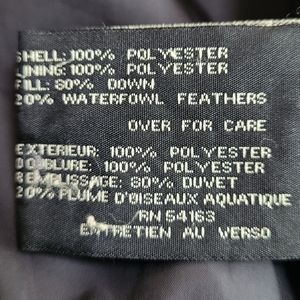 SHELL: 100% POLYESTER
LINING: 100% POLYESTER
FILL: 80% DOWN
20% WATERFOWL FEATHERS
OVER FOR CARE
EXTERIEUR: 100% POLYESTER
DOUBLURE: 100% POLYESTER
REMBLISSAGE: 80% DUVET
20% PLUME D'OISEAUX AQUATIQUE
RN 54163
ENTRETIEN AU VERSO